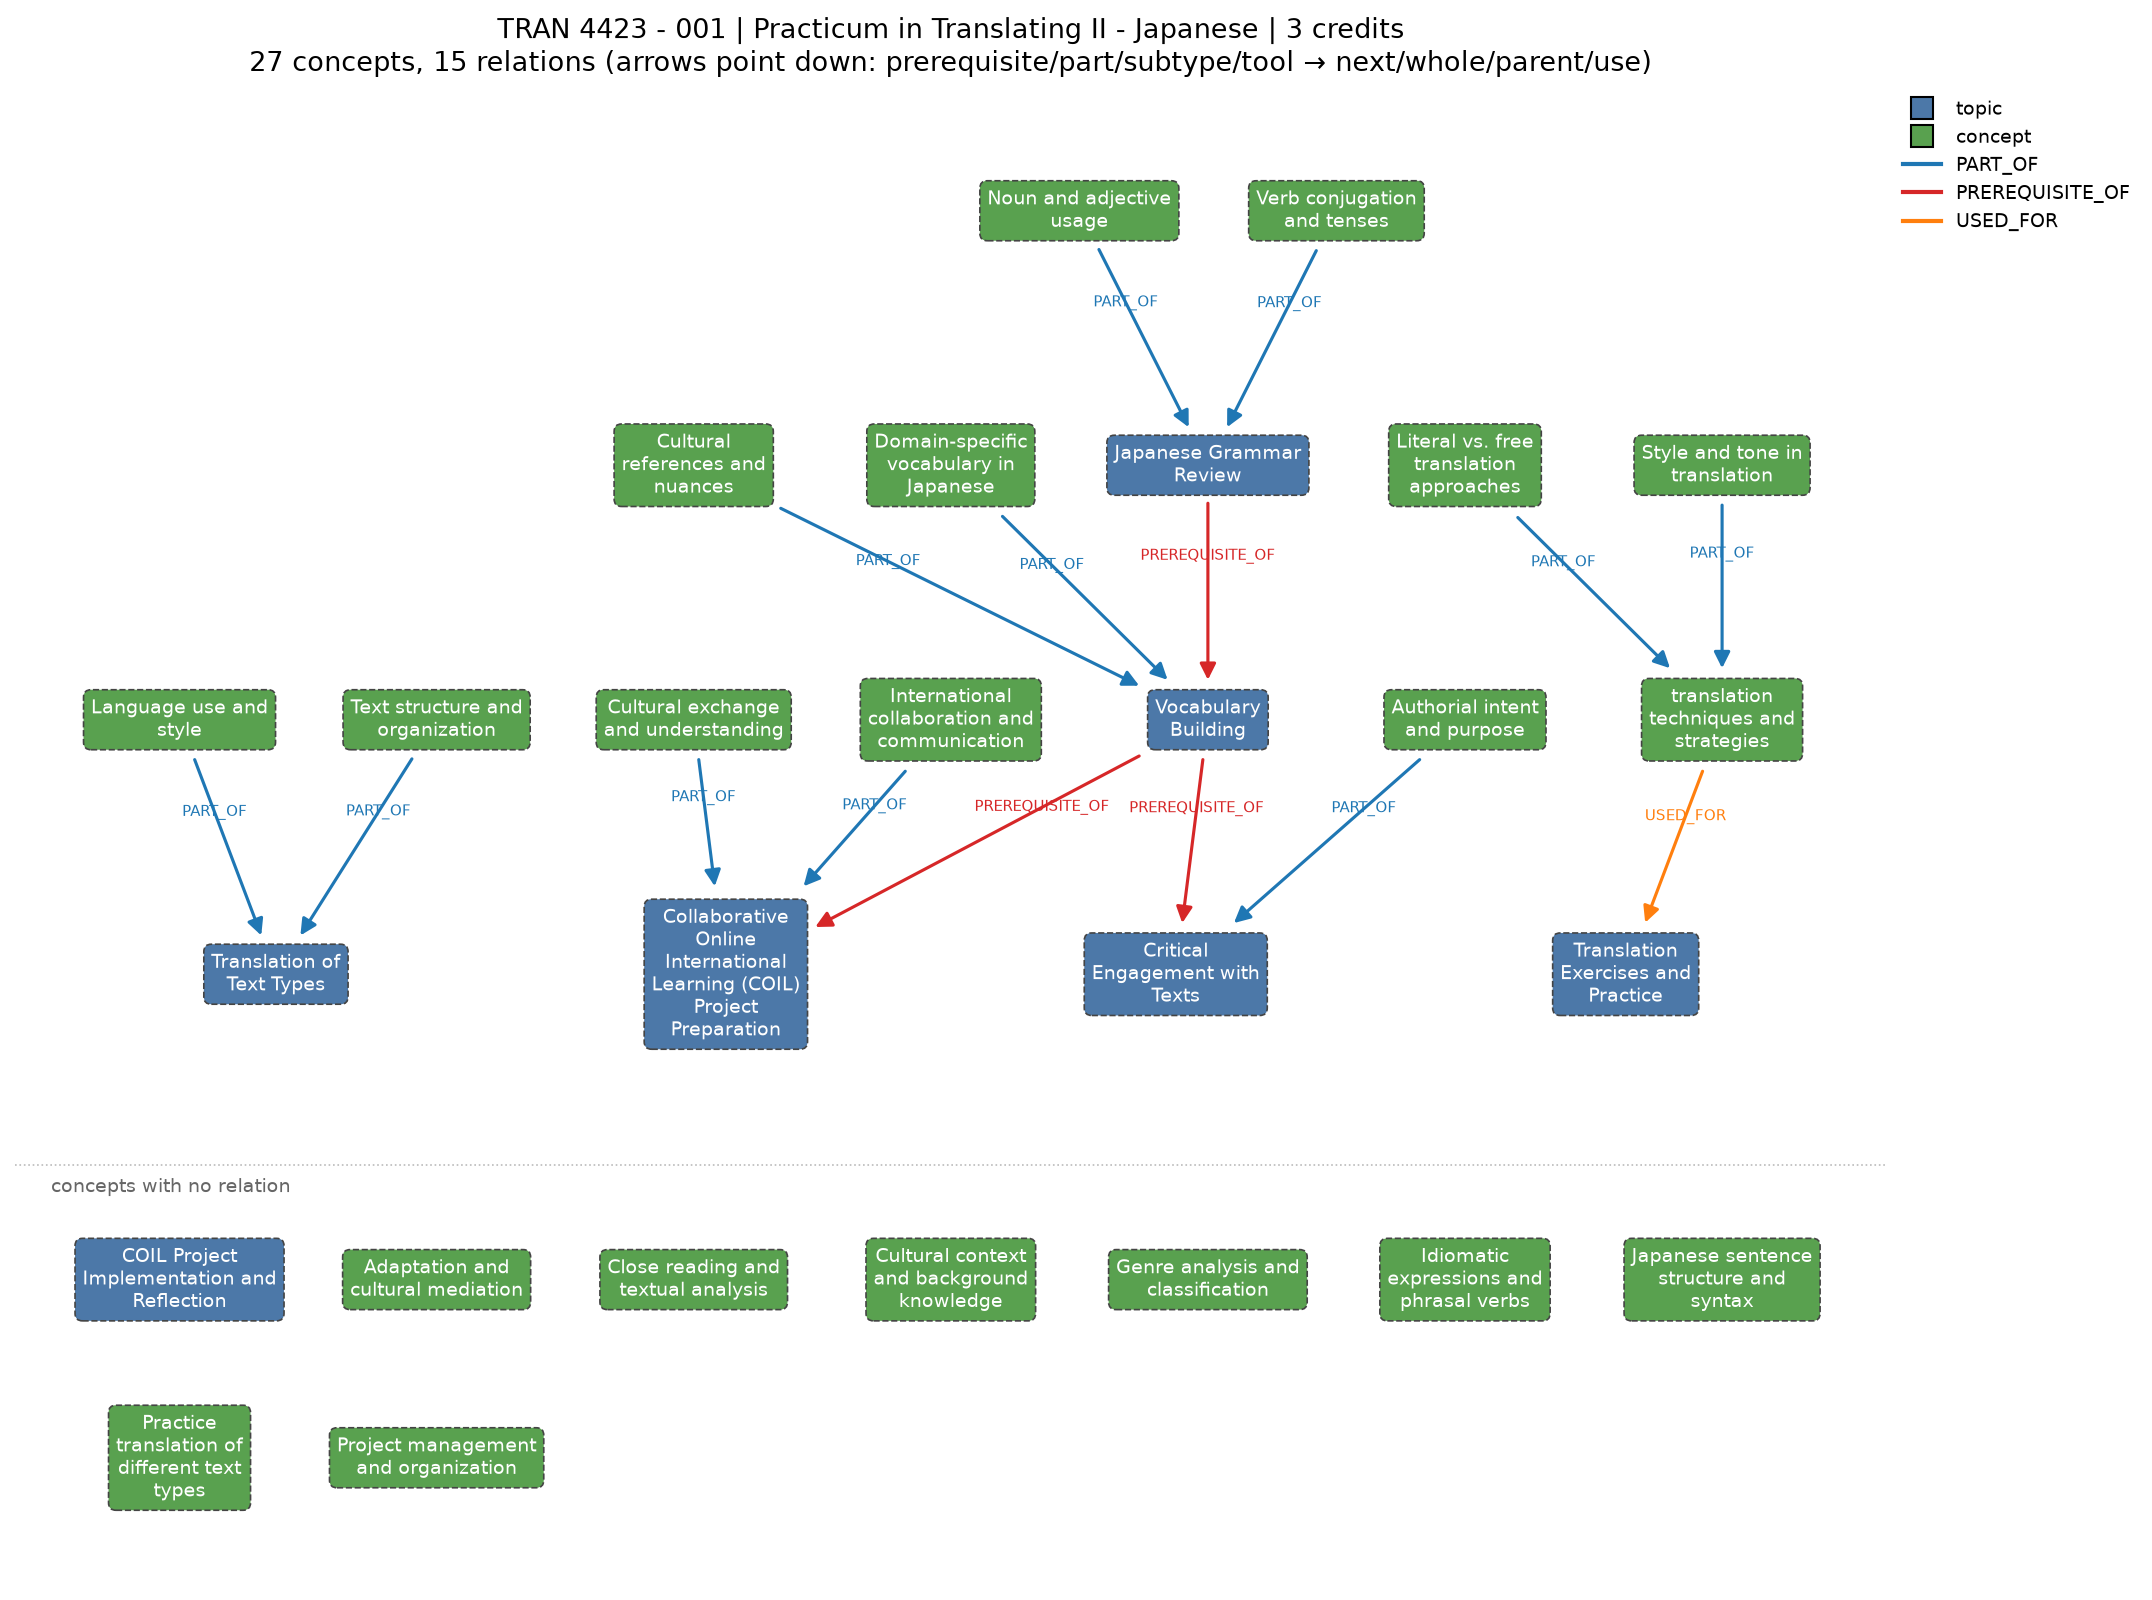 TRAN 4423 - 001 | Practicum in Translating II - Japanese | 3 credits
27 concepts, 15 relations (arrows point down: prerequisite/part/subtype/tool → next/whole/parent/use)
topic
concept
PART_OF
PREREQUISITE_OF
USED_FOR
Noun and adjective
usage
Verb conjugation
and tenses
PART_OF
PART_OF
Cultural
references and
nuances
Domain-specific
vocabulary in
Japanese
Japanese Grammar
Review
Literal vs. free
translation
approaches
Style and tone in
translation
PART_OF
PART_OF
PREREQUISITE_OF
PART_OF
PART_OF
Language use and
style
Text structure and
organization
Cultural exchange
and understanding
International
collaboration and
communication
Vocabulary
Building
Authorial intent
and purpose
translation
techniques and
strategies
PART_OF
PART_OF
PART_OF
PART_OF
PREREQUISITE_OF
PREREQUISITE_OF
PART_OF
USED_FOR
Translation of
Text Types
Collaborative
Online
International
Learning (COIL)
Project
Preparation
Critical
Engagement with
Texts
Translation
Exercises and
Practice
concepts with no relation
COIL Project
Implementation and
Reflection
Adaptation and
cultural mediation
Close reading and
textual analysis
Cultural context
and background
knowledge
Genre analysis and
classification
Idiomatic
expressions and
phrasal verbs
Japanese sentence
structure and
syntax
Practice
translation of
different text
types
Project management
and organization